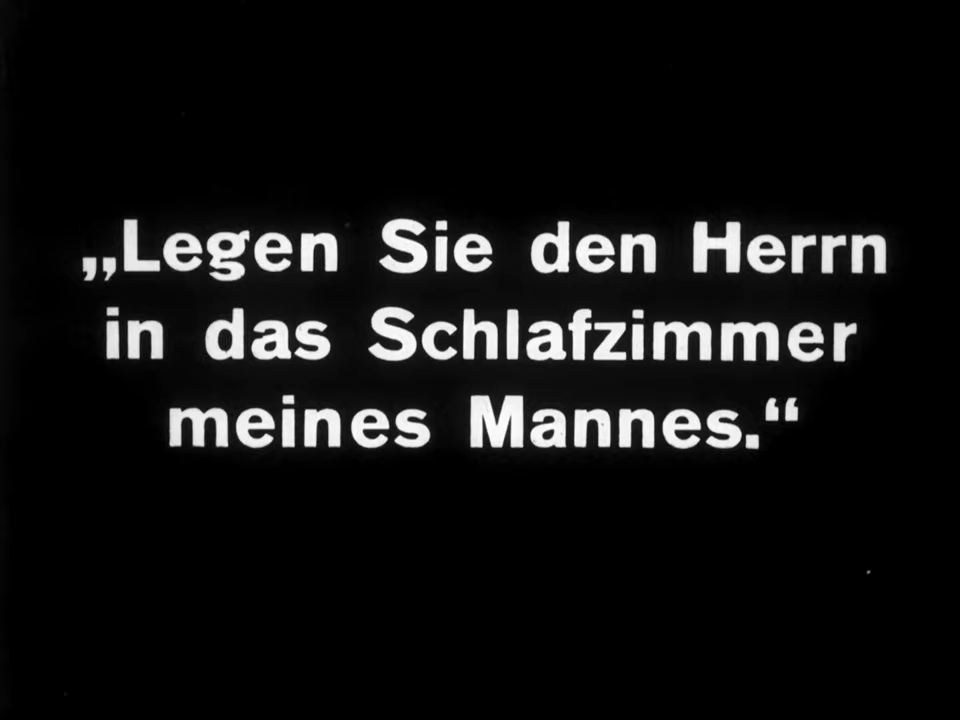 „Legen Sie den Herrn
in das Schlafzimmer
meines Mannes.“